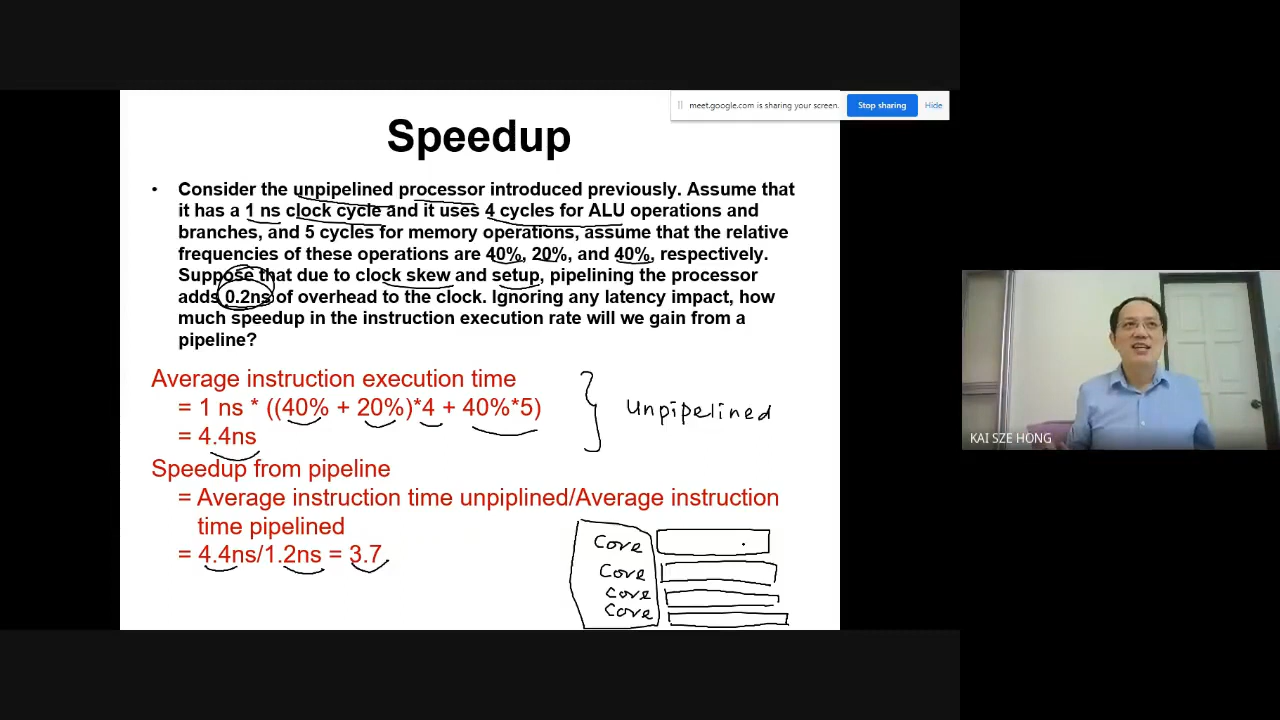 meet.google.com is sharing your screen.
Stop sharing
Hide
Speedup
• Consider the unpipelined processor introduced previously. Assume that
it has a 1 ns clock cycle and it uses 4 cycles for ALU operations and
branches, and 5 cycles for memory operations, assume that the relative
frequencies of these operations are 40%, 20%, and 40%, respectively.
Suppose that due to clock skew and setup, pipelining the processor
adds 0.2ns of overhead to the clock. Ignoring any latency impact, how
much speedup in the instruction execution rate will we gain from a
pipeline?
Average instruction execution time
= 1 ns * ((40% + 20%)*4 + 40%*5)
= 4.4ns
Unpipelined
Speedup from pipeline
= Average instruction time unpiplined/Average instruction
time pipelined
= 4.4ns/1.2ns = 3.7
Core
Core
Core
Core
KAI SZE HONG